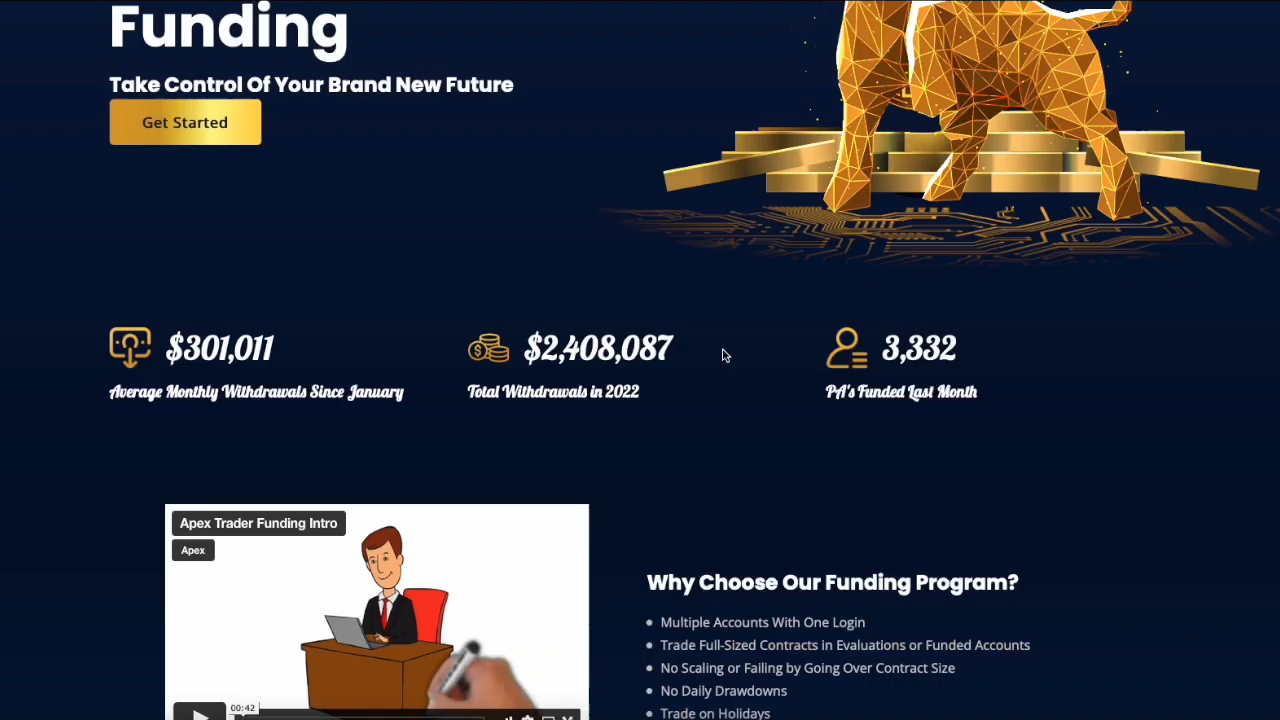 Funding
Take Control Of Your Brand New Future
Get Started
$301,011
Average Monthly Withdrawals Since January
$2,408,087
Total Withdrawals in 2022
3,332
PA's Funded Last Month
Apex Trader Funding Intro
Apex
00:42
Why Choose Our Funding Program?
Multiple Accounts With One Login
Trade Full-Sized Contracts in Evaluations or Funded Accounts
No Scaling or Failing by Going Over Contract Size
No Daily Drawdowns
Trade on Holidays